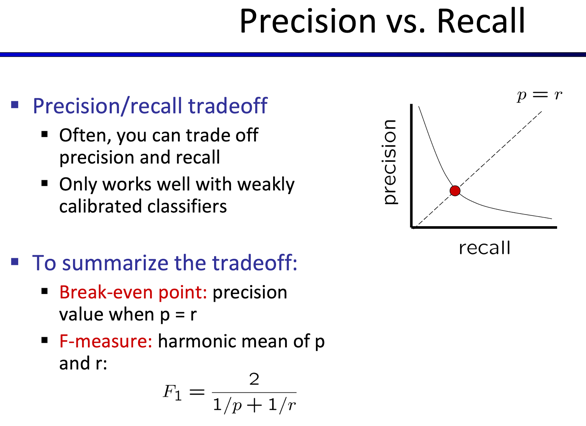 Precision vs. Recall
▪ Precision/recall tradeoff
▪ Often, you can trade off
precision and recall
▪ Only works well with weakly
calibrated classifiers
▪ To summarize the tradeoff:
▪ Break-even point: precision
value when p = r
▪ F-measure: harmonic mean of p
and r:
F₁ = 2 / (1/p + 1/r)
p = r
precision
recall